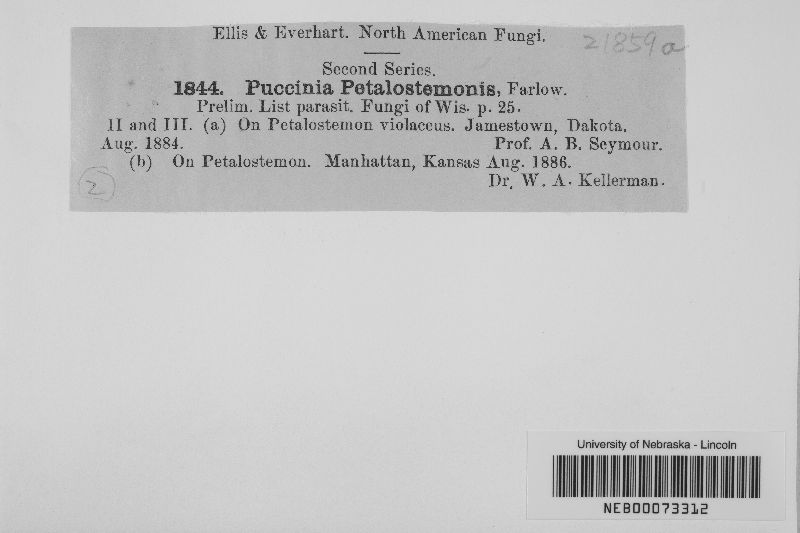 Ellis & Everhart. North American Fungi.
21859a
Second Series.
1844. Puccinia Petalostemonis, Farlow.
Prelim. List parasit. Fungi of Wis. p. 25.
II and III. (a) On Petalostemon violaceus. Jamestown, Dakota,
Aug. 1884. Prof. A. B. Seymour.
(b) On Petalostemon. Manhattan, Kansas Aug. 1886.
2
Dr. W. A. Kellerman.
University of Nebraska - Lincoln
NEB00073312